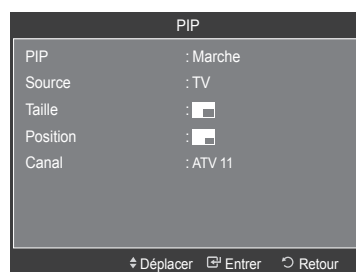 PIP
PIP : Marche
Source : TV
Taille :
Position :
Canal : ATV 11
Déplacer Entrer Retour